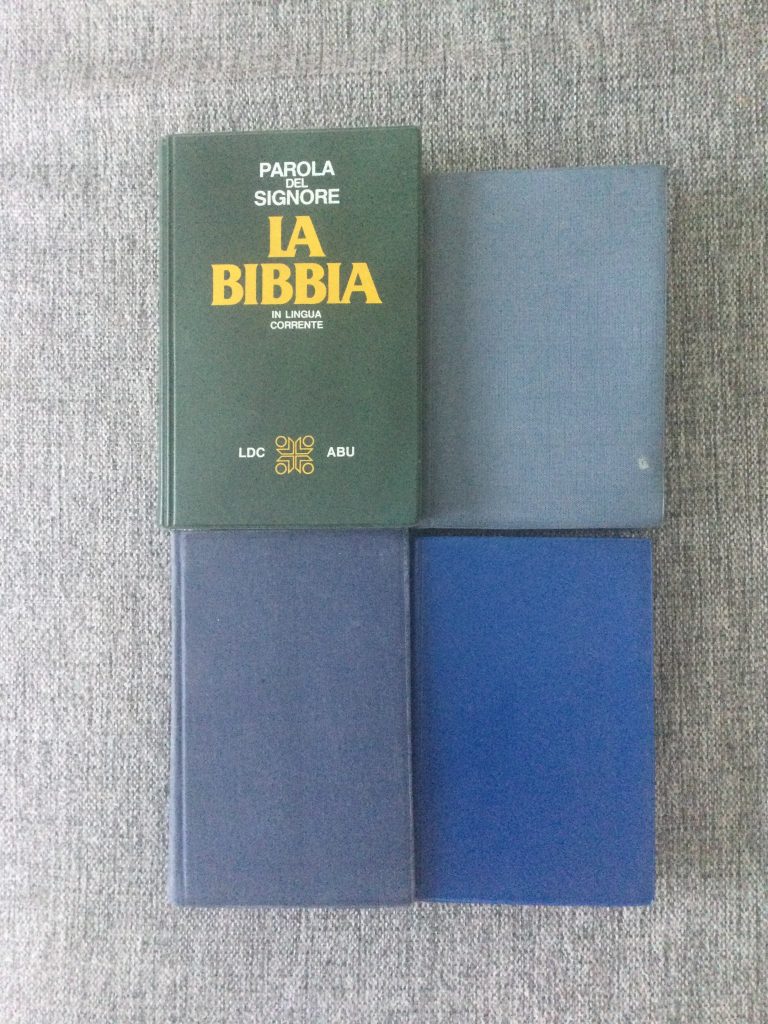 PAROLA
DEL
SIGNORE
LA
BIBBIA
IN LINGUA
CORRENTE
LDC ABU